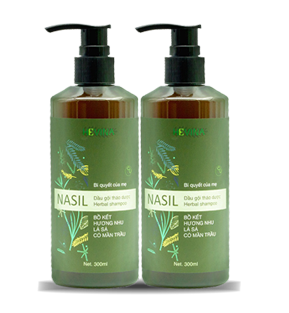 Bí quyết của mẹ
NASIL
Dầu gội thảo dược
Herbal shampoo
BỒ KẾT
HƯƠNG NHU
LÁ SẢ
CỎ MẦN TRẦU
Net. 300ml
Bí quyết của mẹ
NASIL
Dầu gội thảo dược
Herbal shampoo
BỒ KẾT
HƯƠNG NHU
LÁ SẢ
CỎ MẦN TRẦU
Net. 300ml